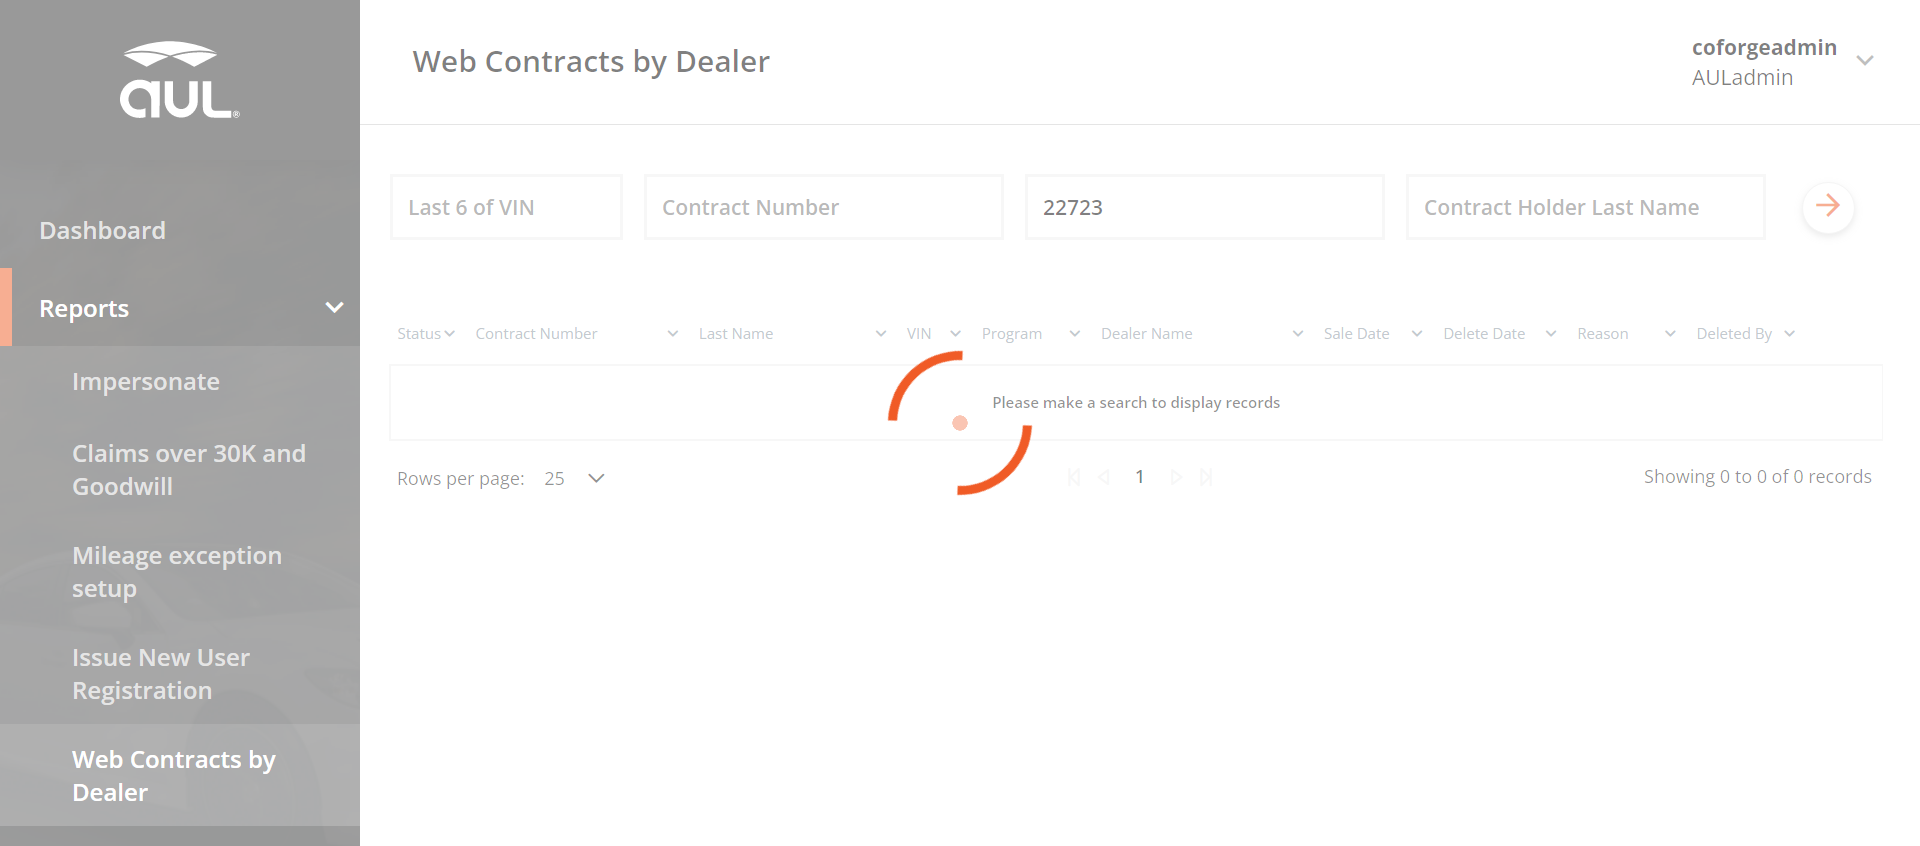 aUL®
Web Contracts by Dealer
coforgeadmin
AULadmin
Dashboard
Reports
Impersonate
Claims over 30K and
Goodwill
Mileage exception
setup
Issue New User
Registration
Web Contracts by
Dealer
Last 6 of VIN
Contract Number
22723
Contract Holder Last Name
Status Contract Number Last Name VIN Program Dealer Name Sale Date Delete Date Reason Deleted By
Please make a search to display records
Rows per page: 25
1
Showing 0 to 0 of 0 records